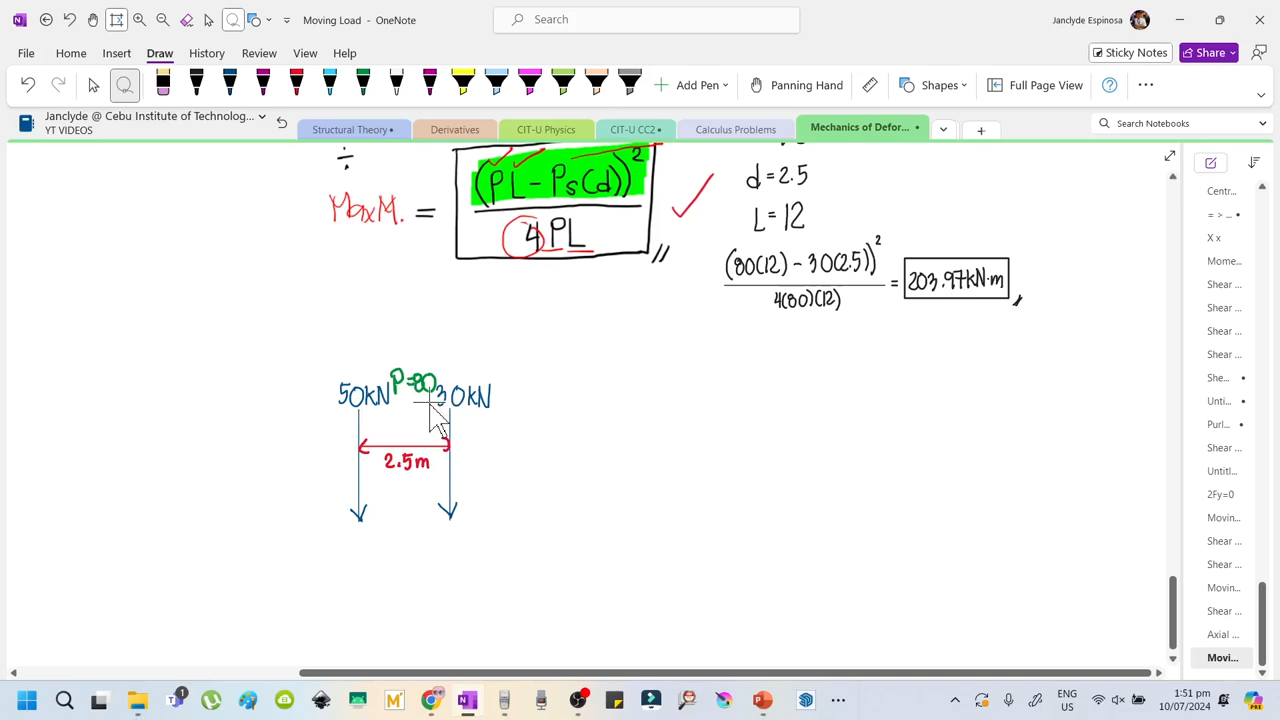 Moving Load - OneNote
Search
Janclyde Espinosa
File Home Insert Draw History Review View Help
Sticky Notes
Share
Add Pen
Panning Hand
Shapes
Full Page View
Janclyde @ Cebu Institute of Technolog...
YT VIDEOS
Structural Theory
Derivatives
CIT-U Physics
CIT-U CC2
Calculus Problems
Mechanics of Defor...
Search Notebooks
÷
Max M. = (PL - Ps(d))²
4PL
d = 2.5
L = 12
(80(12) - 30(2.5))²
4(80)(12)
= 203.97kN·m
50kN P=80 30kN
2.5m
Centr...
= > ...
X x
Mome...
Shear ...
Shear ...
Shear ...
Shear ...
She...
Unti...
Purl...
Shear ...
Untitl...
2Fy=0
Movin...
Shear ...
Shear ...
Movin...
Shear ...
Axial ...
Movi...
1
ENG
US
1:51 pm
10/07/2024